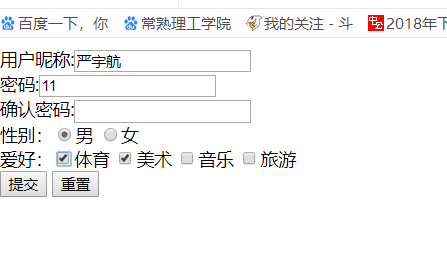 百度一下，你 常熟理工学院 我的关注 - 斗 2018年下
用户昵称:严宇航
密码:11
确认密码:
性别： 男 女
爱好： 体育 美术 音乐 旅游
提交 重置